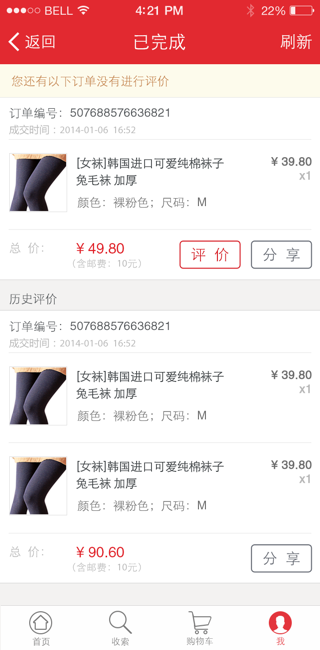 BELL 4:21 PM 22%
返回 已完成 刷新
您还有以下订单没有进行评价
订单编号：507688576636821
成交时间：2014-01-06 16:52
[女袜]韩国进口可爱纯棉袜子 ¥39.80
兔毛袜 加厚 x1
颜色：裸粉色；尺码：M
总 价： ¥49.80 评 价 分 享
(含邮费：10元)
历史评价
订单编号：507688576636821
成交时间：2014-01-06 16:52
[女袜]韩国进口可爱纯棉袜子 ¥39.80
兔毛袜 加厚 x1
颜色：裸粉色；尺码：M
[女袜]韩国进口可爱纯棉袜子 ¥39.80
兔毛袜 加厚 x1
颜色：裸粉色；尺码：M
总 价： ¥90.60 分 享
(含邮费：10元)
首页 收索 购物车 我